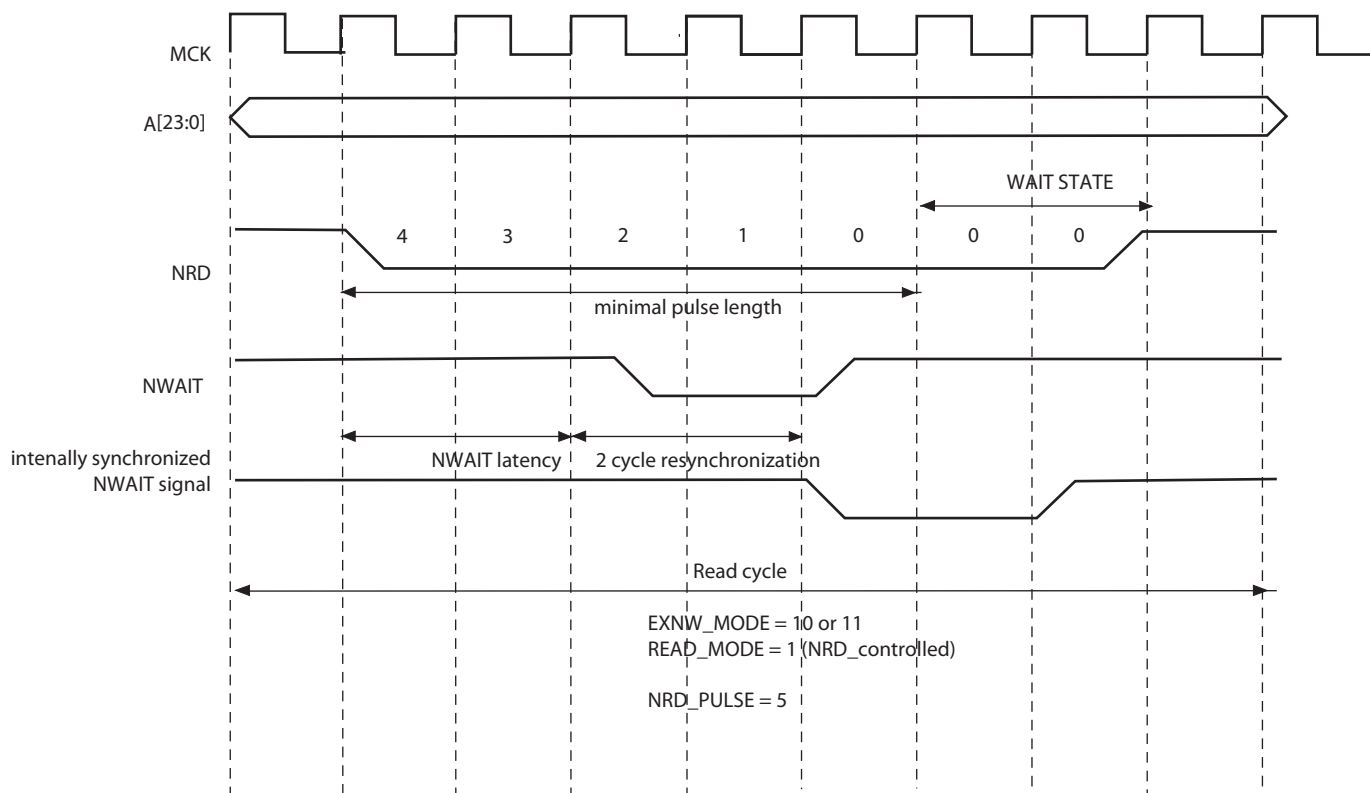 MCK
A[23:0]
WAIT STATE
4 3 2 1 0 0 0
NRD
minimal pulse length
NWAIT
NWAIT latency 2 cycle resynchronization
intenally synchronized
NWAIT signal
Read cycle
EXNW_MODE = 10 or 11
READ_MODE = 1 (NRD_controlled)
NRD_PULSE = 5